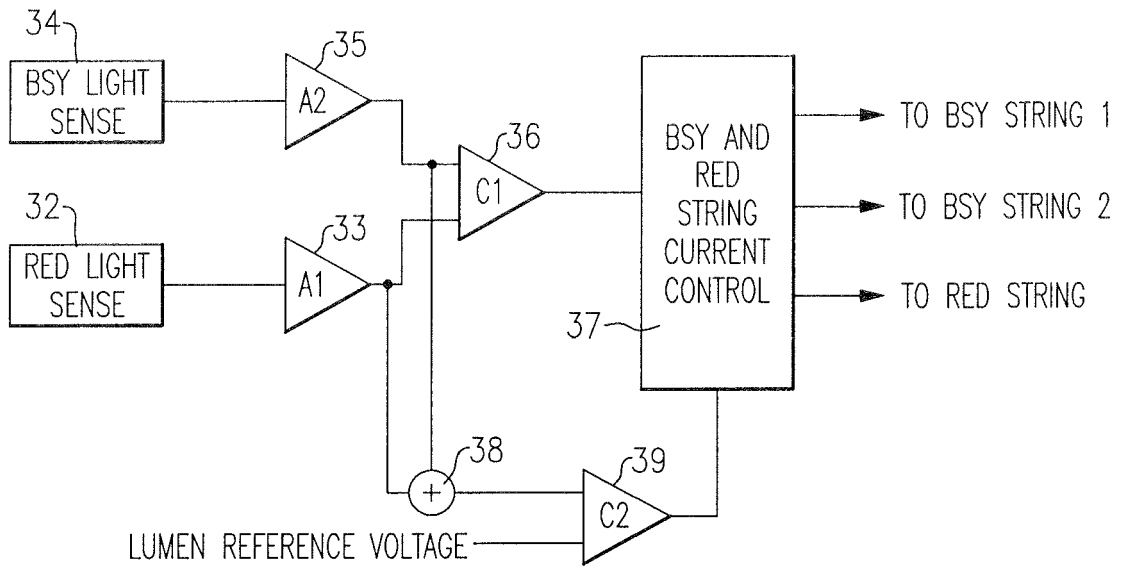 34
BSY LIGHT
SENSE
35
A2
36
C1
BSY AND
RED
STRING
CURRENT
CONTROL
37
TO BSY STRING 1
TO BSY STRING 2
TO RED STRING
32
RED LIGHT
SENSE
33
A1
38
+
39
C2
LUMEN REFERENCE VOLTAGE